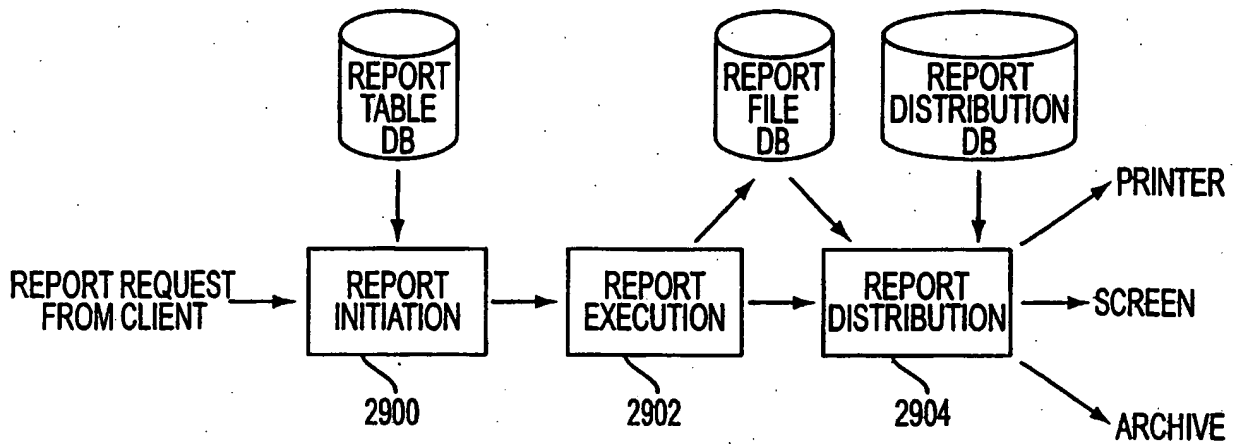 REPORT
TABLE
DB
REPORT
FILE
DB
REPORT
DISTRIBUTION
DB
PRINTER
REPORT REQUEST
FROM CLIENT
REPORT
INITIATION
REPORT
EXECUTION
REPORT
DISTRIBUTION
SCREEN
2900
2902
2904
ARCHIVE